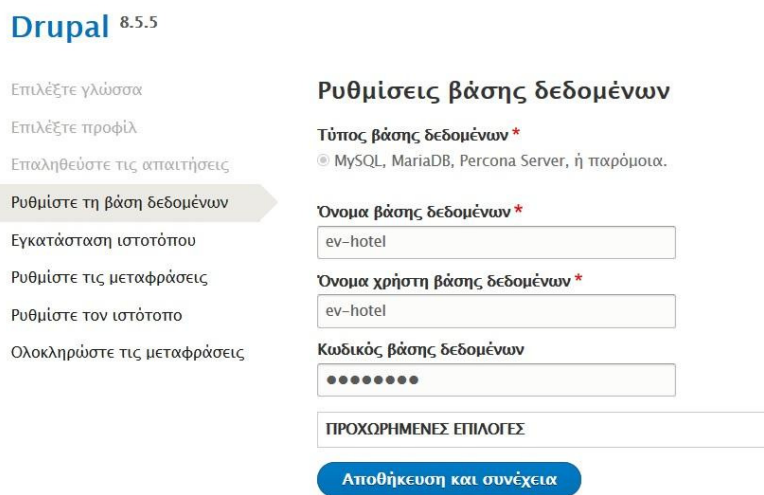 Drupal 8.5.5
Επιλέξτε γλώσσα
Επιλέξτε προφίλ
Επαληθεύστε τις απαιτήσεις
Ρυθμίστε τη βάση δεδομένων
Εγκατάσταση ιστοτόπου
Ρυθμίστε τις μεταφράσεις
Ρυθμίστε τον ιστότοπο
Ολοκληρώστε τις μεταφράσεις
Ρυθμίσεις βάσης δεδομένων
Τύπος βάσης δεδομένων *
MySQL, MariaDB, Percona Server, ή παρόμοια.
Όνομα βάσης δεδομένων *
ev-hotel
Όνομα χρήστη βάσης δεδομένων *
ev-hotel
Κωδικός βάσης δεδομένων
●●●●●●●●
ΠΡΟΧΩΡΗΜΕΝΕΣ ΕΠΙΛΟΓΕΣ
Αποθήκευση και συνέχεια